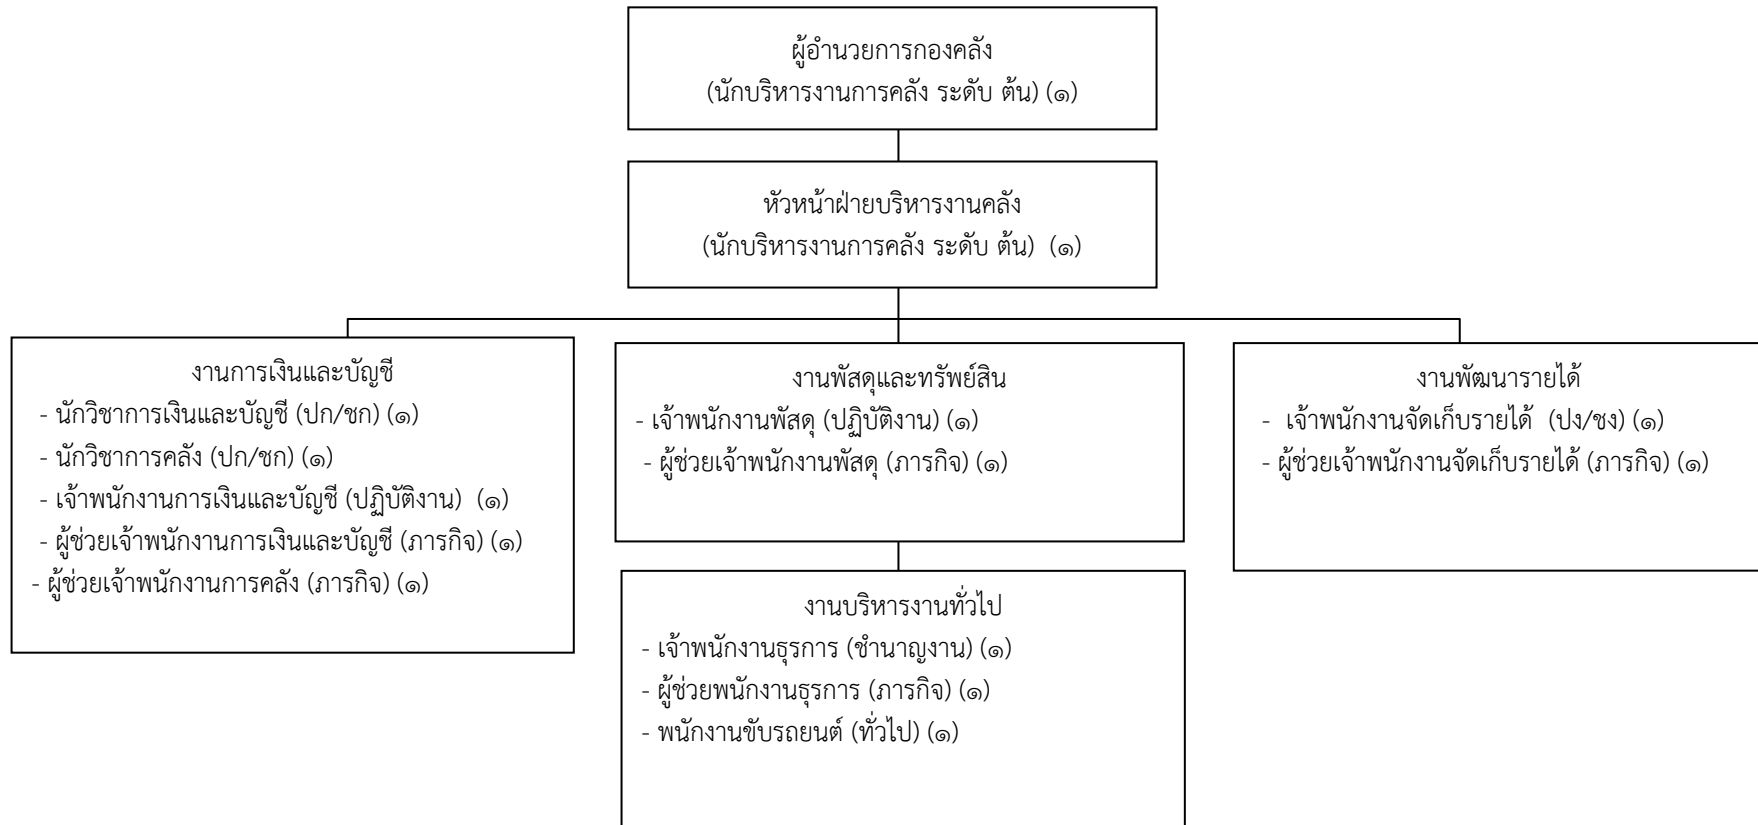 ผู้อำนวยการกองคลัง
(นักบริหารงานการคลัง ระดับ ต้น) (๑)
หัวหน้าฝ่ายบริหารงานคลัง
(นักบริหารงานการคลัง ระดับ ต้น) (๑)
งานการเงินและบัญชี
- นักวิชาการเงินและบัญชี (ปก/ชก) (๑)
- นักวิชาการคลัง (ปก/ชก) (๑)
- เจ้าพนักงานการเงินและบัญชี (ปฏิบัติงาน) (๑)
- ผู้ช่วยเจ้าพนักงานการเงินและบัญชี (ภารกิจ) (๑)
- ผู้ช่วยเจ้าพนักงานการคลัง (ภารกิจ) (๑)
งานพัสดุและทรัพย์สิน
- เจ้าพนักงานพัสดุ (ปฏิบัติงาน) (๑)
- ผู้ช่วยเจ้าพนักงานพัสดุ (ภารกิจ) (๑)
งานพัฒนารายได้
- เจ้าพนักงานจัดเก็บรายได้ (ปง/ชง) (๑)
- ผู้ช่วยเจ้าพนักงานจัดเก็บรายได้ (ภารกิจ) (๑)
งานบริหารงานทั่วไป
- เจ้าพนักงานธุรการ (ชำนาญงาน) (๑)
- ผู้ช่วยพนักงานธุรการ (ภารกิจ) (๑)
- พนักงานขับรถยนต์ (ทั่วไป) (๑)